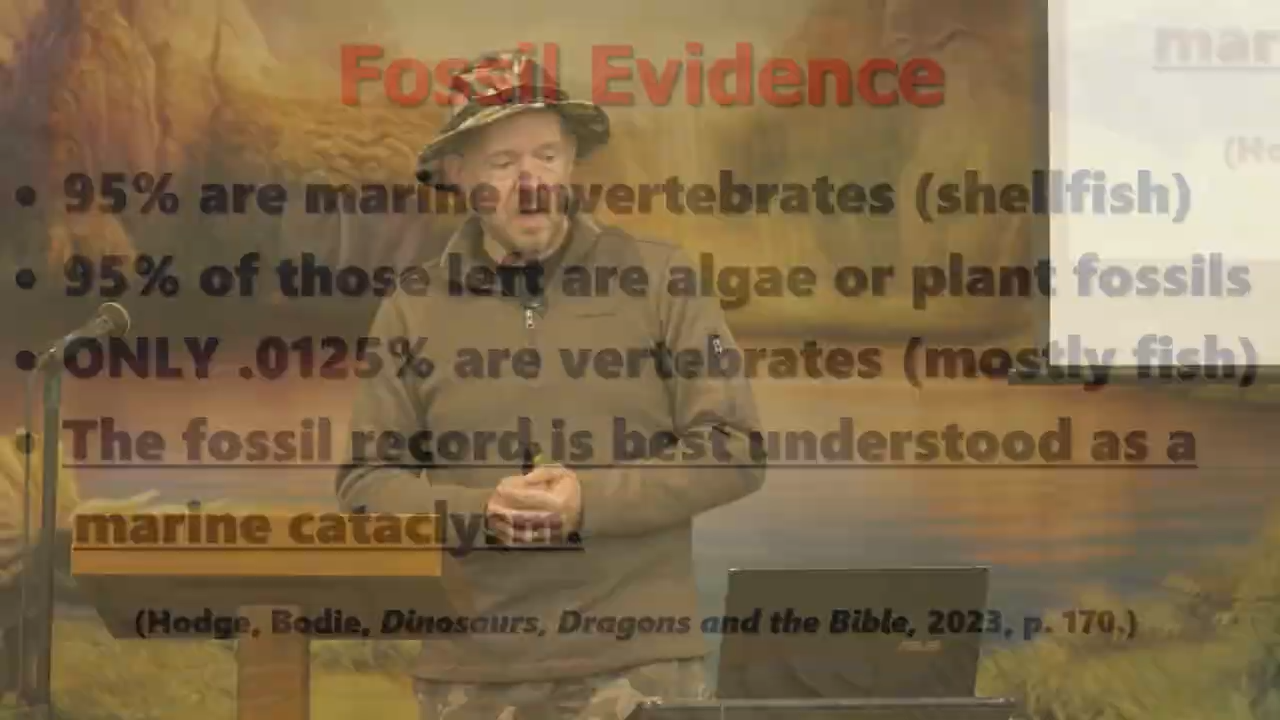 Fossil Evidence
mar
(Ho
• 95% are marine invertebrates (shellfish)
• 95% of those left are algae or plant fossils
• ONLY .0125% are vertebrates (mostly fish)
• The fossil record is best understood as a
marine cataclysm.
(Hodge, Bodie, Dinosaurs, Dragons and the Bible, 2023, p. 170.)